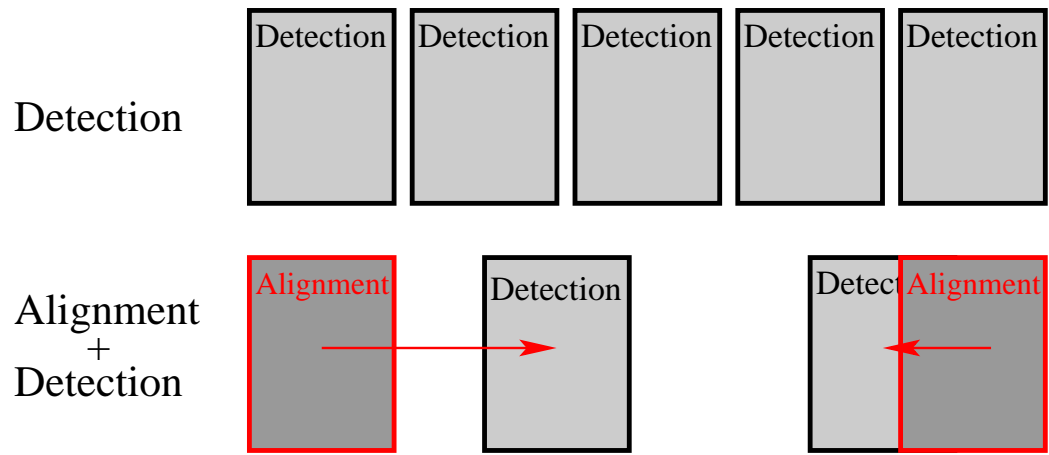 Detection Detection Detection Detection Detection
Detection
Alignment Detection Detect Alignment
Alignment
+
Detection